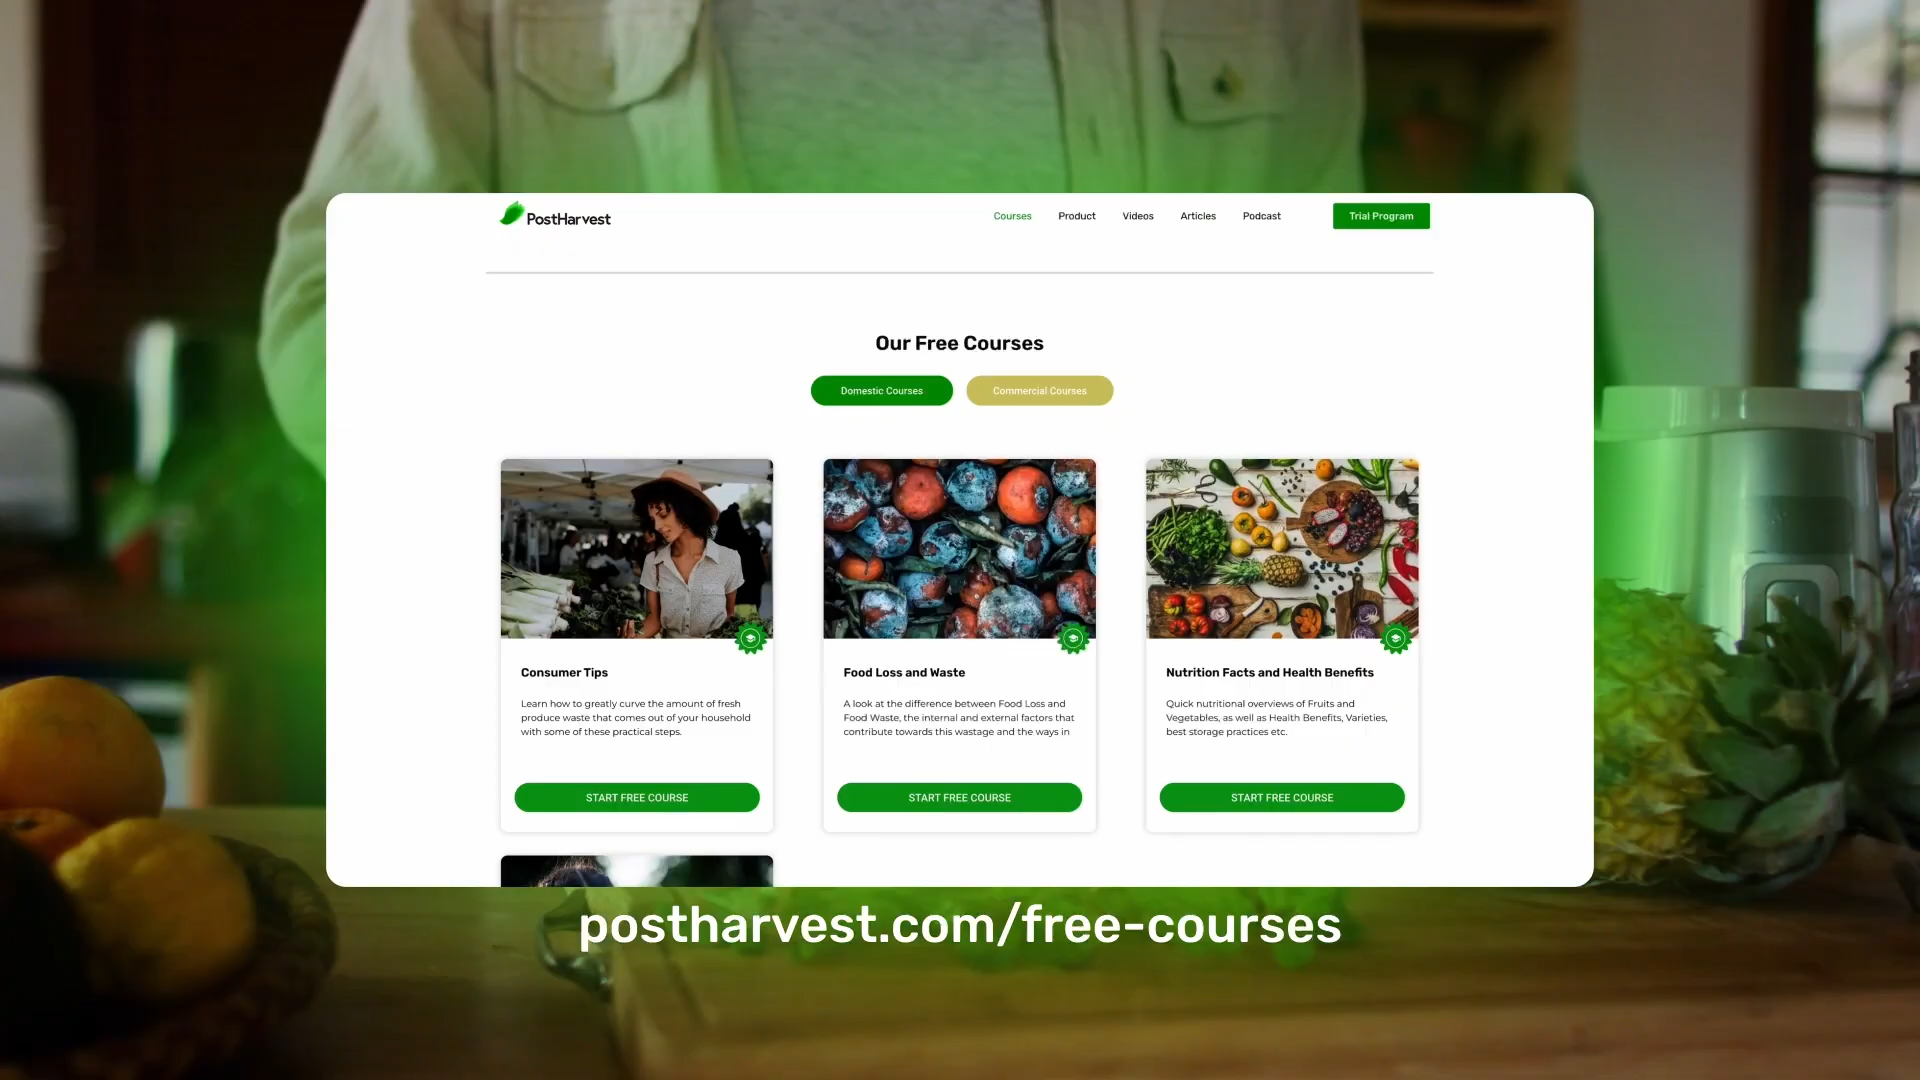 PostHarvest
Courses
Product
Videos
Articles
Podcast
Trial Program
Our Free Courses
Domestic Courses
Commercial Courses
Consumer Tips
Learn how to greatly curve the amount of fresh
produce waste that comes out of your household
with some of these practical steps.
START FREE COURSE
Food Loss and Waste
A look at the difference between Food Loss and
Food Waste, the internal and external factors that
contribute towards this wastage and the ways in
START FREE COURSE
Nutrition Facts and Health Benefits
Quick nutritional overviews of Fruits and
Vegetables, as well as Health Benefits, Varieties,
best storage practices etc.
START FREE COURSE
postharvest.com/free-courses